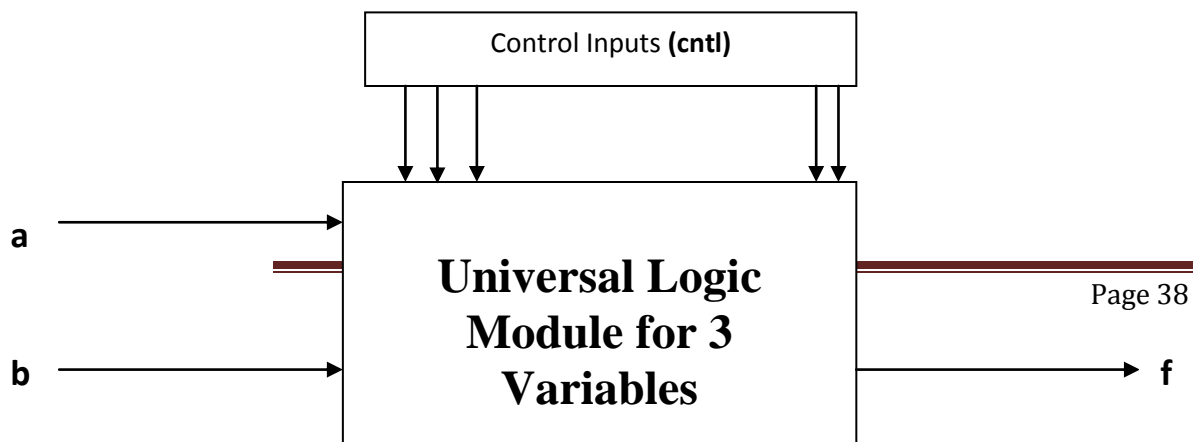 Control Inputs (cntl)
a
Universal Logic
Module for 3
Variables
Page 38
b
f